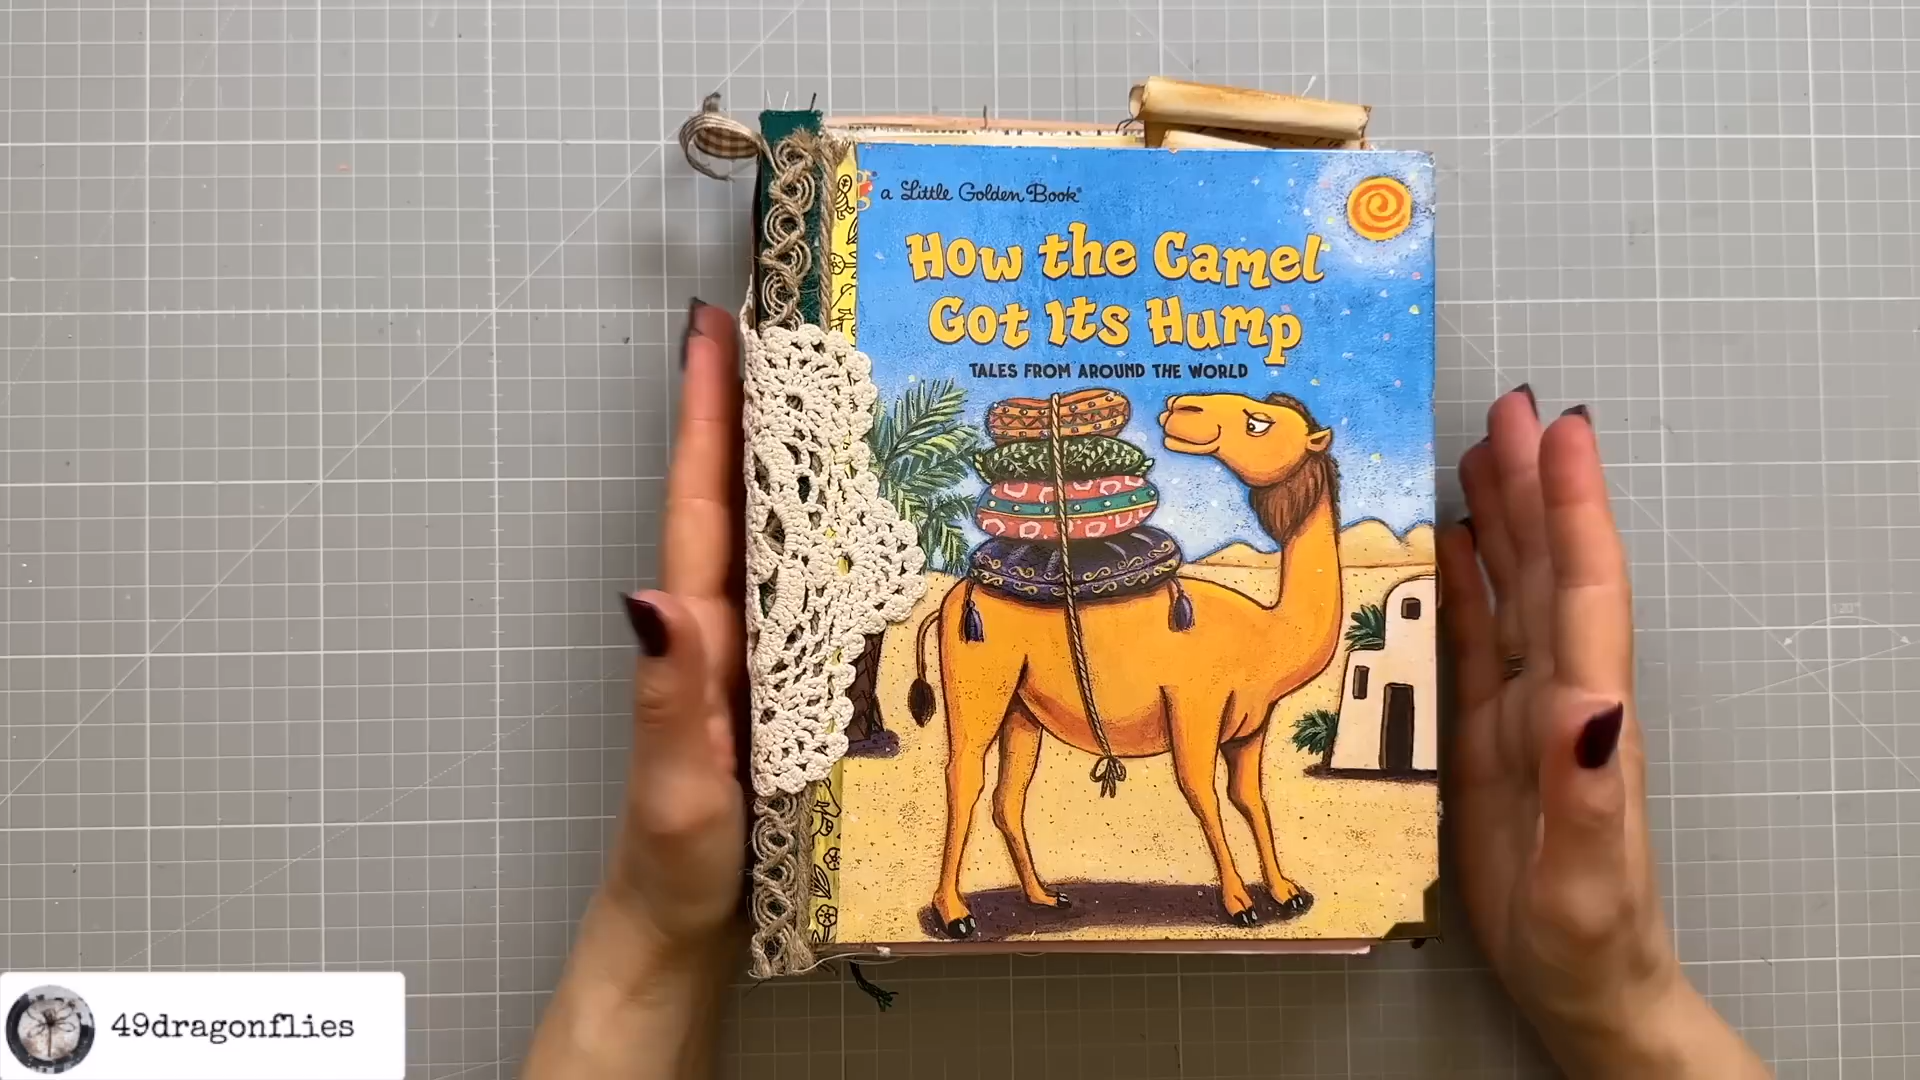 a Little Golden Book®
How the Camel
Got Its Hump
TALES FROM AROUND THE WORLD
49dragonflies